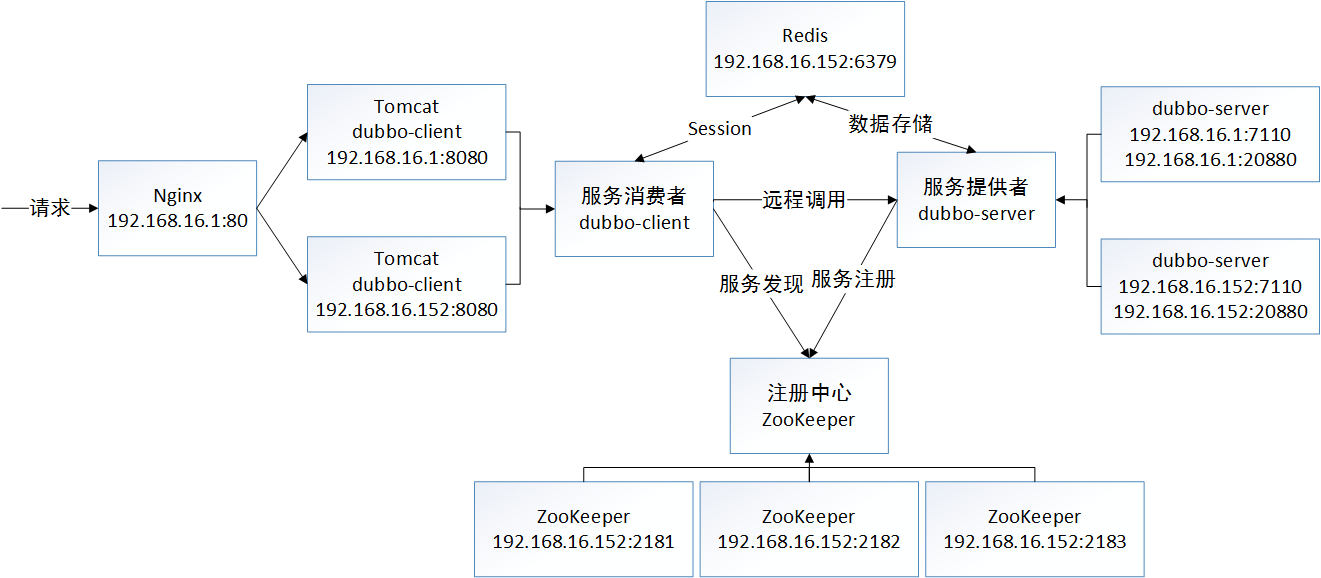 请求
Nginx
192.168.16.1:80
Tomcat
dubbo-client
192.168.16.1:8080
Tomcat
dubbo-client
192.168.16.152:8080
服务消费者
dubbo-client
Redis
192.168.16.152:6379
Session
数据存储
远程调用
服务发现
服务注册
服务提供者
dubbo-server
dubbo-server
192.168.16.1:7110
192.168.16.1:20880
dubbo-server
192.168.16.152:7110
192.168.16.152:20880
注册中心
ZooKeeper
ZooKeeper
192.168.16.152:2181
ZooKeeper
192.168.16.152:2182
ZooKeeper
192.168.16.152:2183